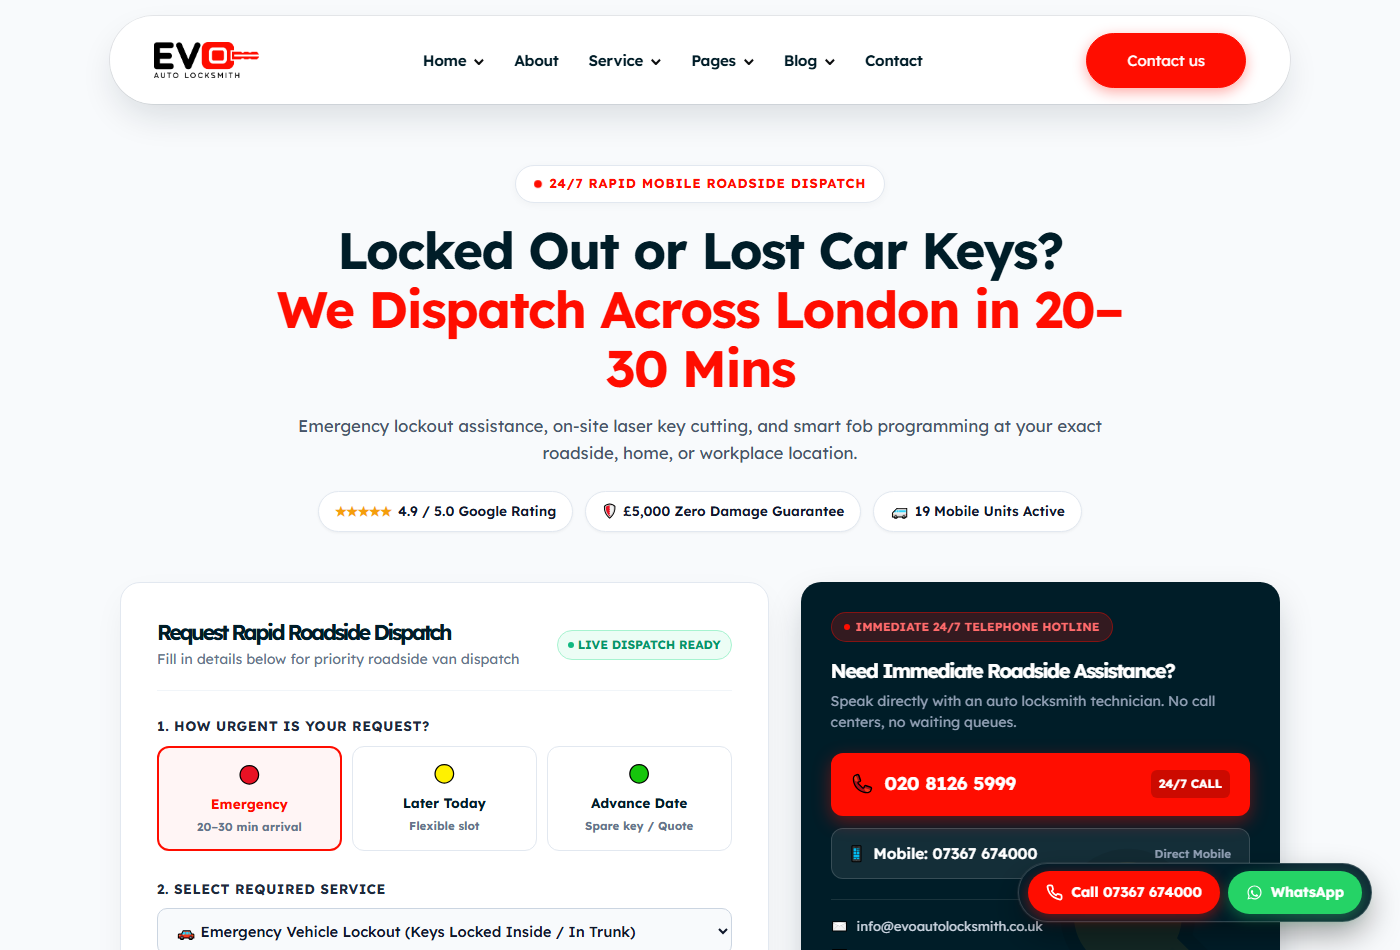 EVO
AUTO LOCKSMITH
Home
About
Service
Pages
Blog
Contact
Contact us
24/7 RAPID MOBILE ROADSIDE DISPATCH
Locked Out or Lost Car Keys?
We Dispatch Across London in 20–
30 Mins
Emergency lockout assistance, on-site laser key cutting, and smart fob programming at your exact
roadside, home, or workplace location.
★★★★★ 4.9 / 5.0 Google Rating
£5,000 Zero Damage Guarantee
19 Mobile Units Active
Request Rapid Roadside Dispatch
Fill in details below for priority roadside van dispatch
LIVE DISPATCH READY
1. HOW URGENT IS YOUR REQUEST?
Emergency
20–30 min arrival
Later Today
Flexible slot
Advance Date
Spare key / Quote
2. SELECT REQUIRED SERVICE
Emergency Vehicle Lockout (Keys Locked Inside / In Trunk)
IMMEDIATE 24/7 TELEPHONE HOTLINE
Need Immediate Roadside Assistance?
Speak directly with an auto locksmith technician. No call
centers, no waiting queues.
020 8126 5999
24/7 CALL
Mobile: 07367 674000
Direct Mobile
info@evoautolocksmith.co.uk
Call 07367 674000
WhatsApp